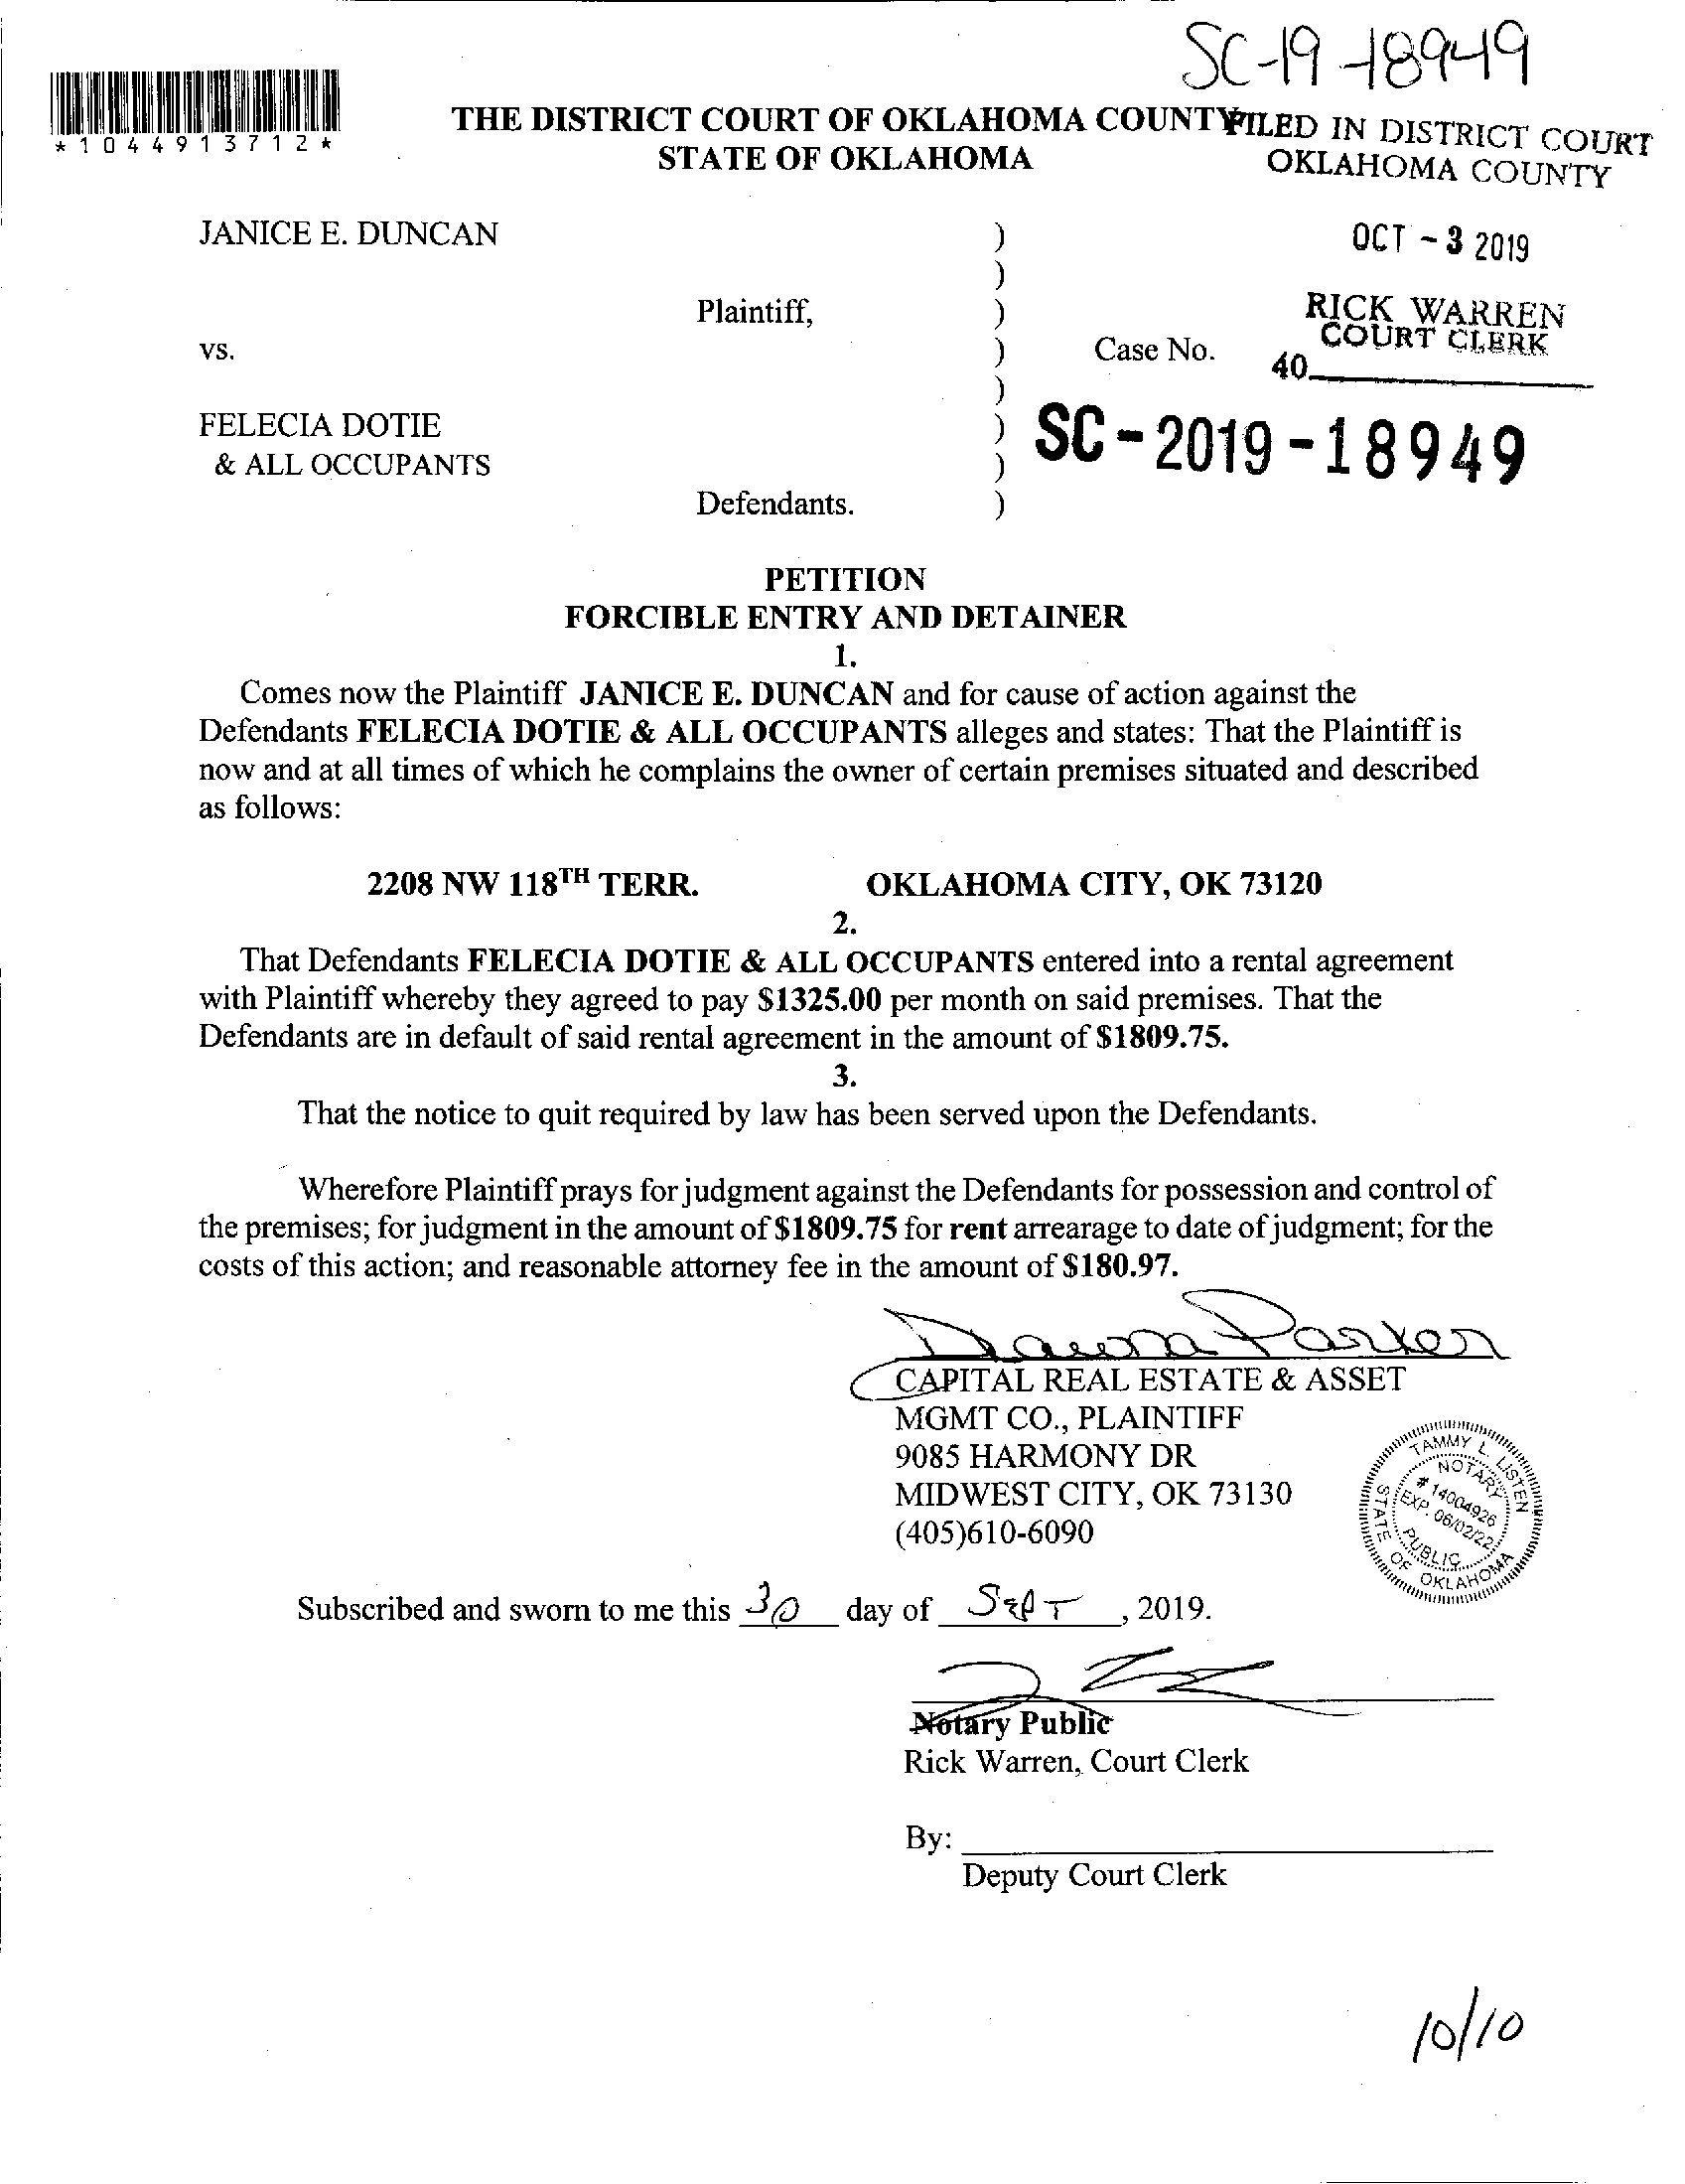 SC-19-18949
*1044913712*
THE DISTRICT COURT OF OKLAHOMA COUNTY
STATE OF OKLAHOMA
FILED IN DISTRICT COURT
OKLAHOMA COUNTY
JANICE E. DUNCAN )
OCT - 3 2019
)
Plaintiff, )
RICK WARREN
COURT CLERK
vs. ) Case No.
40
)
FELECIA DOTIE )
SC-2019-18949
& ALL OCCUPANTS )
Defendants. )
PETITION
FORCIBLE ENTRY AND DETAINER
1.
Comes now the Plaintiff JANICE E. DUNCAN and for cause of action against the
Defendants FELECIA DOTIE & ALL OCCUPANTS alleges and states: That the Plaintiff is
now and at all times of which he complains the owner of certain premises situated and described
as follows:
2208 NW 118TH TERR. OKLAHOMA CITY, OK 73120
2.
That Defendants FELECIA DOTIE & ALL OCCUPANTS entered into a rental agreement
with Plaintiff whereby they agreed to pay $1325.00 per month on said premises. That the
Defendants are in default of said rental agreement in the amount of $1809.75.
3.
That the notice to quit required by law has been served upon the Defendants.
Wherefore Plaintiff prays for judgment against the Defendants for possession and control of
the premises; for judgment in the amount of $1809.75 for rent arrearage to date of judgment; for the
costs of this action; and reasonable attorney fee in the amount of $180.97.
Parker
CAPITAL REAL ESTATE & ASSET
MGMT CO., PLAINTIFF
9085 HARMONY DR
MIDWEST CITY, OK 73130
(405)610-6090
TAMMY L. LISTEN
NOTARY
# 14004926
EXP. 06/02/22
PUBLIC
STATE OF OKLAHOMA
Subscribed and sworn to me this 30 day of SEPT, 2019.
Notary Public
Rick Warren, Court Clerk
By:
Deputy Court Clerk
10/10